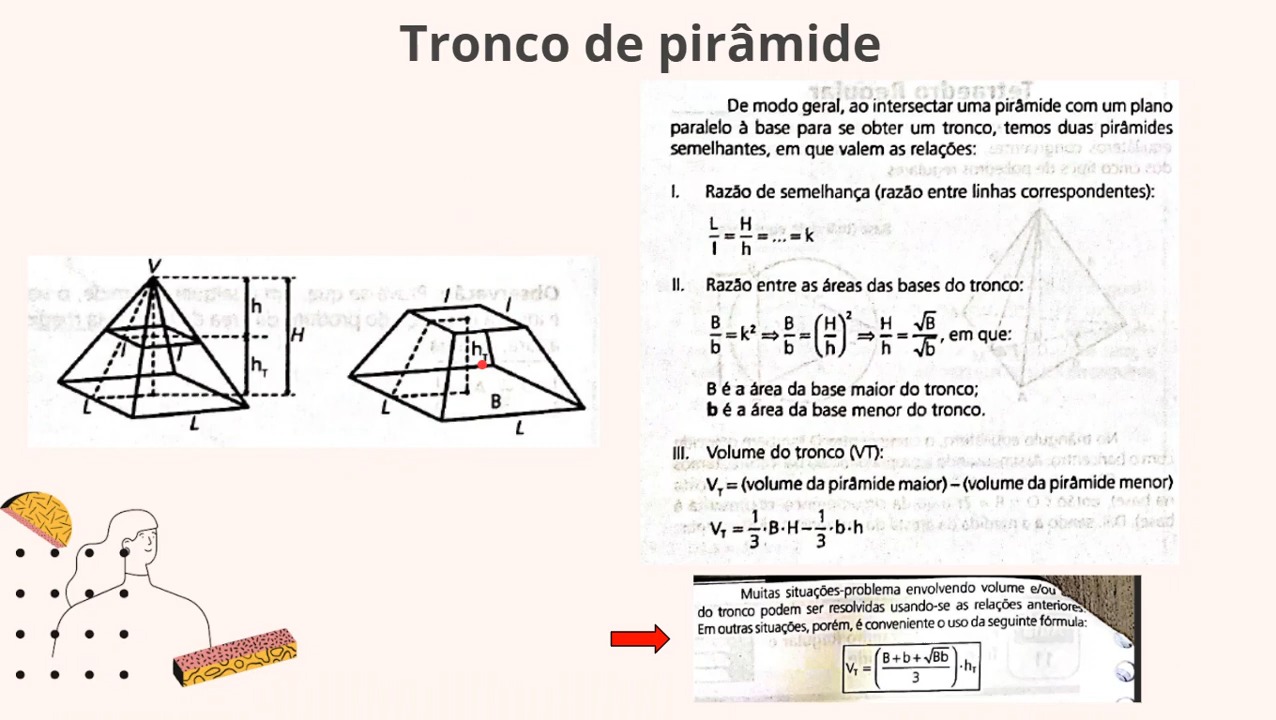 Tronco de pirâmide
De modo geral, ao intersectar uma pirâmide com um plano
paralelo à base para se obter um tronco, temos duas pirâmides
semelhantes, em que valem as relações:
I. Razão de semelhança (razão entre linhas correspondentes):
L/l = H/h = ... = k
II. Razão entre as áreas das bases do tronco:
B/b = k² ⇒ B/b = (H/h)² ⇒ H/h = √B/√b, em que:
B é a área da base maior do tronco;
b é a área da base menor do tronco.
III. Volume do tronco (VT):
V_T = (volume da pirâmide maior) – (volume da pirâmide menor)
V_T = 1/3 · B · H – 1/3 · b · h
V
h
H
h_T
l
l
L
L
l
l
h_T
L
B
L
Muitas situações-problema envolvendo volume e/ou
do tronco podem ser resolvidas usando-se as relações anteriores.
Em outras situações, porém, é conveniente o uso da seguinte fórmula:
V_T = (B + b + √Bb / 3) · h_T